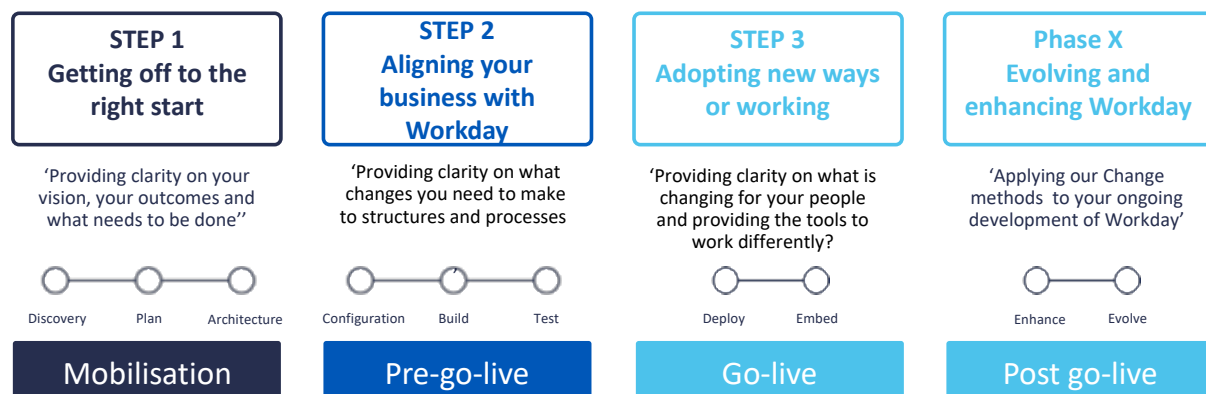 STEP 1
Getting off to the
right start
STEP 2
Aligning your
business with
Workday
STEP 3
Adopting new ways
or working
Phase X
Evolving and
enhancing Workday
‘Providing clarity on your
vision, your outcomes and
what needs to be done’’
‘Providing clarity on what
changes you need to make
to structures and processes
’
‘Providing clarity on what is
changing for your people
and providing the tools to
work differently?
‘Applying our Change
methods to your ongoing
development of Workday’
Discovery
Plan
Architecture
Configuration
Build
Test
Deploy
Embed
Enhance
Evolve
Mobilisation
Pre-go-live
Go-live
Post go-live